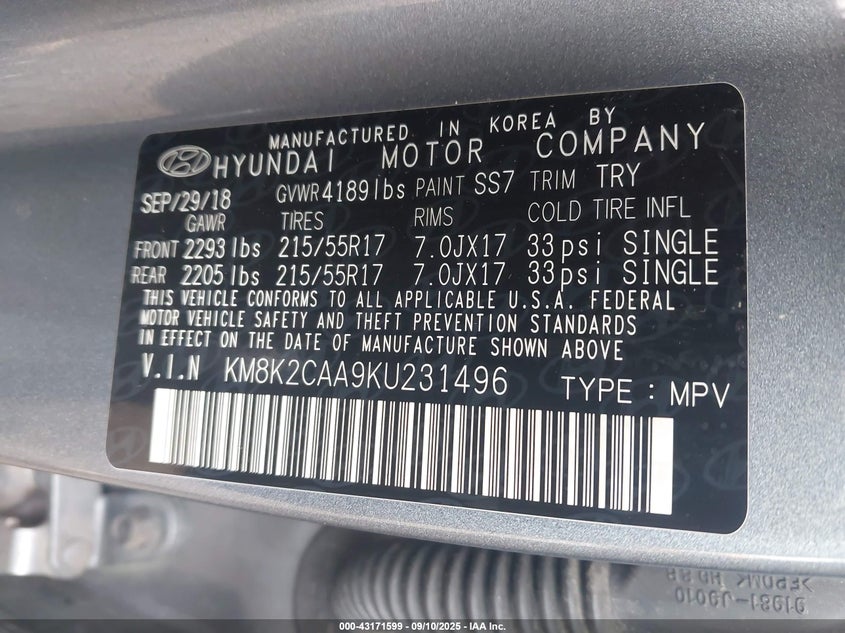 MANUFACTURED IN KOREA BY
HYUNDAI MOTOR COMPANY
SEP/29/18 GVWR 4189lbs PAINT SS7 TRIM TRY
GAWR TIRES RIMS COLD TIRE INFL
FRONT 2293 lbs 215/55R17 7.0JX17 33psi SINGLE
REAR 2205 lbs 215/55R17 7.0JX17 33psi SINGLE
THIS VEHICLE CONFORMS TO ALL APPLICABLE U.S.A. FEDERAL
MOTOR VEHICLE SAFETY AND THEFT PREVENTION STANDARDS
IN EFFECT ON THE DATE OF MANUFACTURE SHOWN ABOVE
V.I.N KM8K2CAA9KU231496 TYPE : MPV
91981-J9010
000-43171599 - 09/10/2025 - IAA Inc.